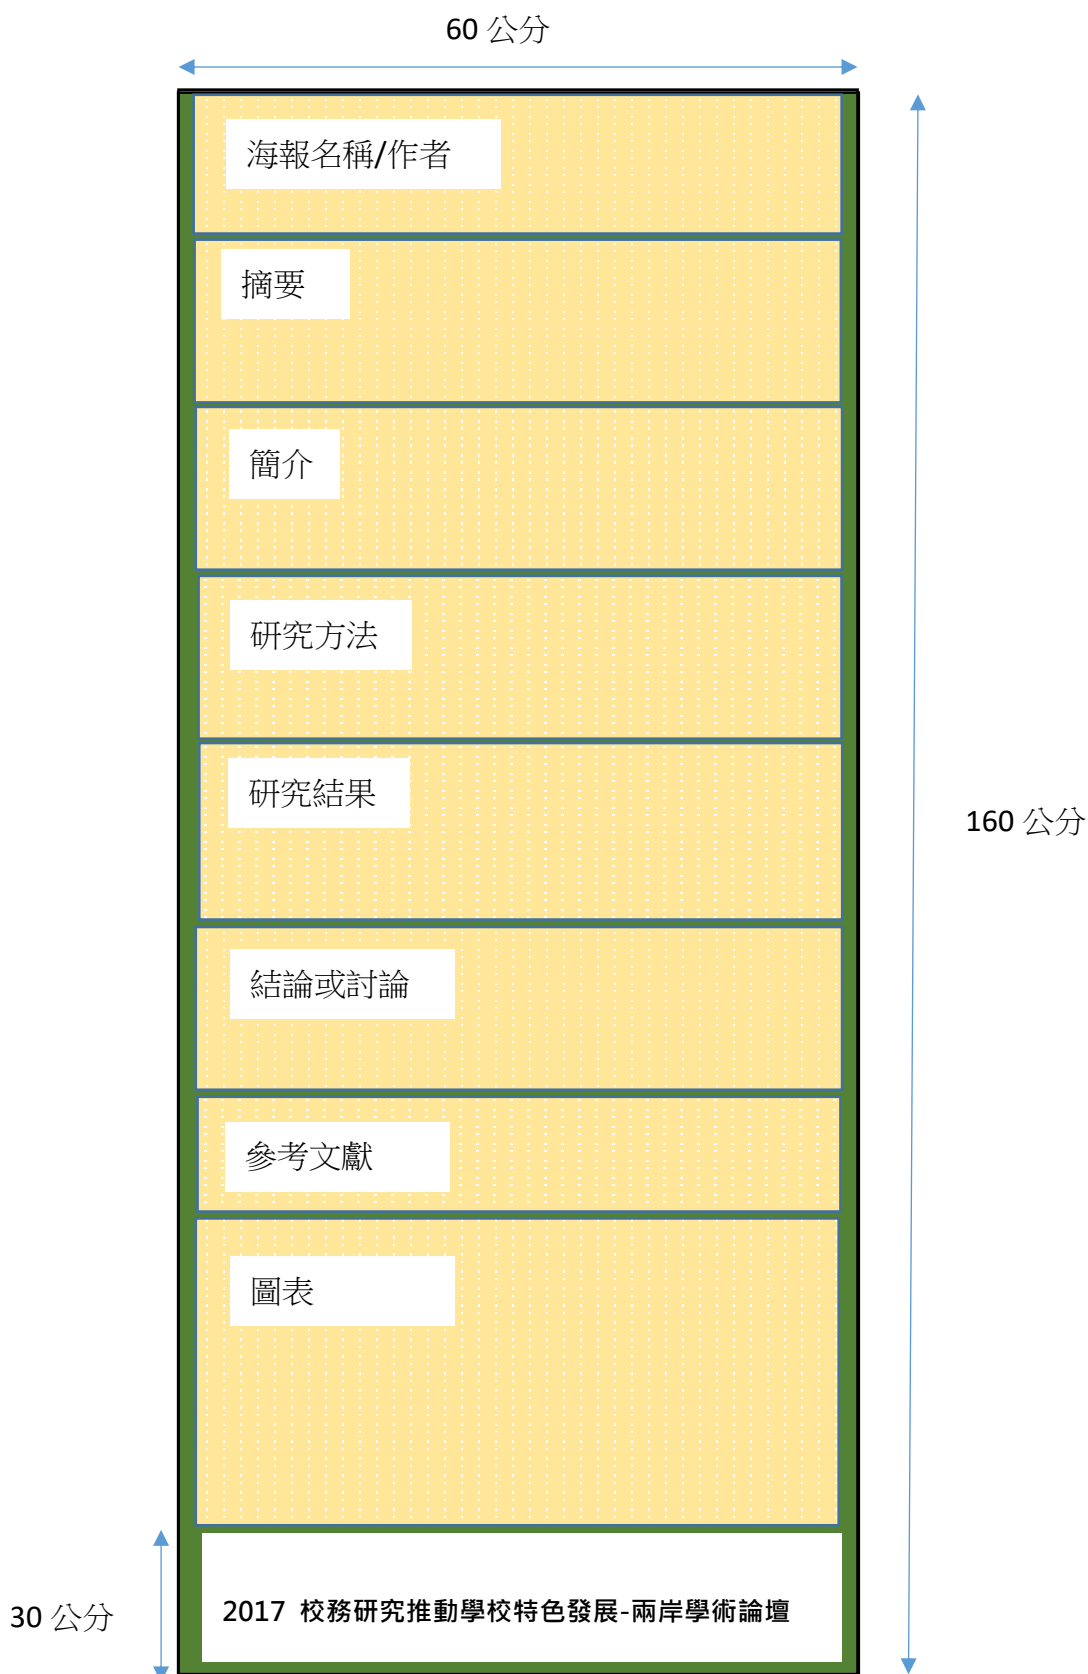 60 公分
海報名稱/作者
摘要
簡介
研究方法
研究結果
160 公分
結論或討論
參考文獻
圖表
30 公分
2017 校務研究推動學校特色發展-兩岸學術論壇